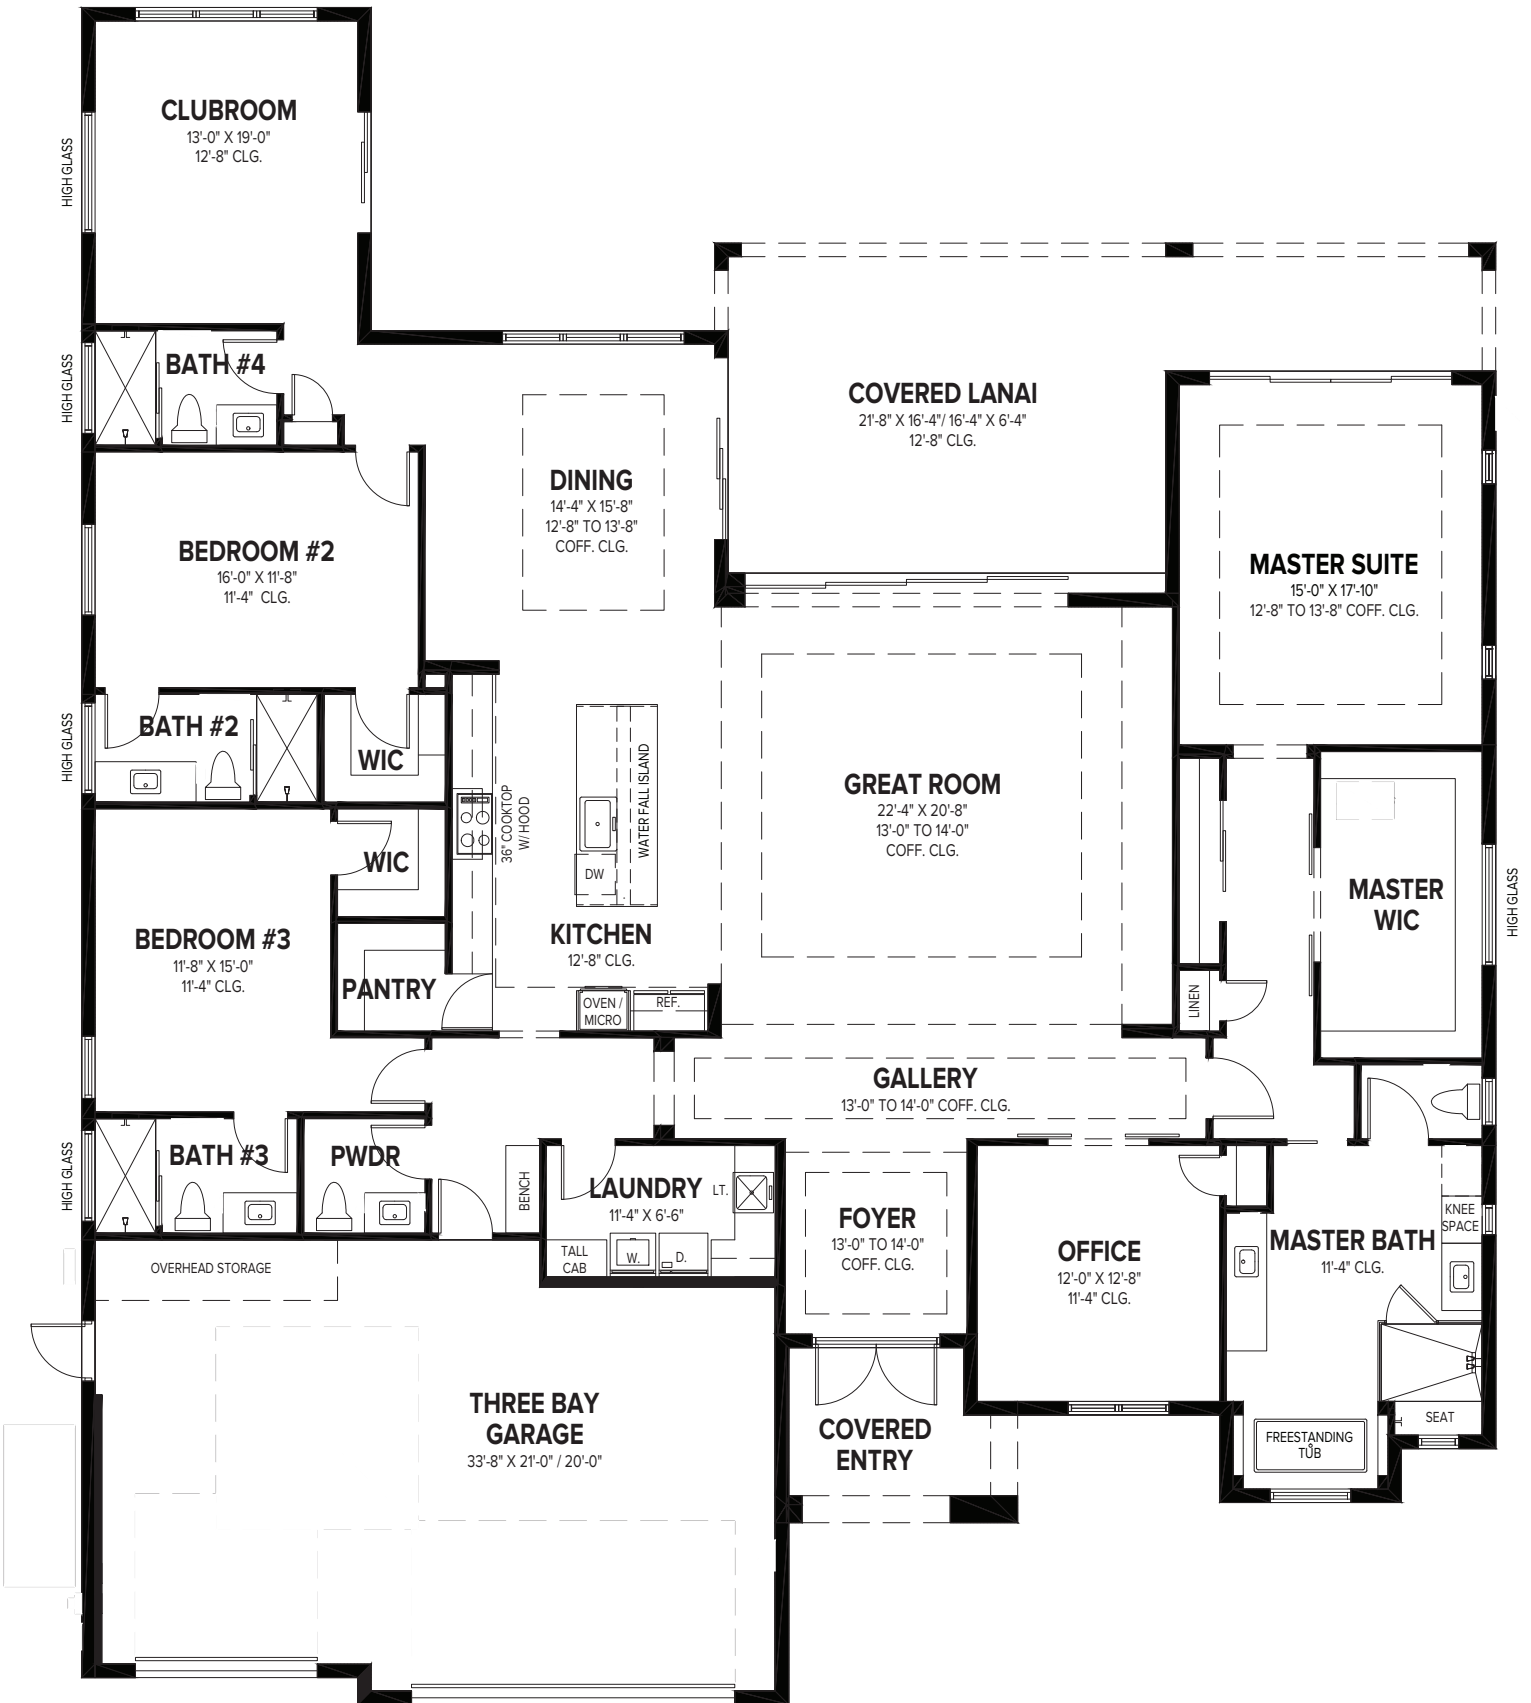 CLUBROOM
13'-0" X 19'-0"
12'-8" CLG.
HIGH GLASS
HIGH GLASS
BATH #4
COVERED LANAI
21'-8" X 16'-4"/ 16'-4" X 6'-4"
12'-8" CLG.
DINING
14'-4" X 15'-8"
12'-8" TO 13'-8"
COFF. CLG.
BEDROOM #2
16'-0" X 11'-8"
11'-4" CLG.
MASTER SUITE
15'-0" X 17'-10"
12'-8" TO 13'-8" COFF. CLG.
HIGH GLASS
BATH #2
WIC
36" COOKTOP
W/ HOOD
WATER FALL ISLAND
DW
GREAT ROOM
22'-4" X 20'-8"
13'-0" TO 14'-0"
COFF. CLG.
WIC
MASTER
WIC
HIGH GLASS
BEDROOM #3
11'-8" X 15'-0"
11'-4" CLG.
KITCHEN
12'-8" CLG.
PANTRY
OVEN /
MICRO
REF.
LINEN
GALLERY
13'-0" TO 14'-0" COFF. CLG.
HIGH GLASS
BATH #3
PWDR
BENCH
LAUNDRY
11'-4" X 6'-6"
LT.
TALL
CAB
W.
D.
FOYER
13'-0" TO 14'-0"
COFF. CLG.
OFFICE
12'-0" X 12'-8"
11'-4" CLG.
KNEE
SPACE
MASTER BATH
11'-4" CLG.
OVERHEAD STORAGE
THREE BAY
GARAGE
33'-8" X 21'-0" / 20'-0"
COVERED
ENTRY
FREESTANDING
TUB
SEAT